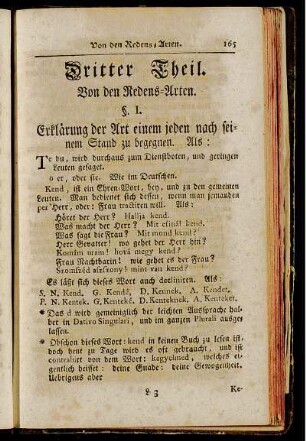 Von den Redens-Arten. 165
Dritter Theil.
Von den Redens-Arten.
§. I.
Erklärung der Art einem jeden nach sei-
nem Stand zu begegnen. Als:
Te du, wird durchaus zum Dienstboten, und geringen
Leuten gesaget.
o er, oder sie. Wie im Deutschen.
Kend, ist ein Ehren-Wort, bey, und zu den gemeinen
Leuten. Man bedienet sich dessen, wenn man jemanden
per Herr, oder: Frau tractiren will. Als:
Höret der Herr? Hallja kend.
Was macht der Herr? Mit csinál kend.
Was sagt die Frau? Mit mond kend?
Herr Gevatter! wo gehet der Herr hin?
Komám uram! hová megy kend?
Frau Nachbarin! wie gehet es der Frau?
Szomszéd aszszony! mint van kend?
Es läßt sich dieses Wort auch decliniren. Als:
S. N. Kend. G. Kendé, D. Kennek, A. Kendet,
P. N. Kentek. G. Kenteké. D. Kenteknek, A. Kenteket,
* Das d wird gemeiniglich der leichten Aussprache hal-
ber in Dativo Singulari, und im ganzen Plurali ausge-
lassen.
* Obschon dieses Wort: kend in keinen Buch zu lesen ist,
doch heut zu Tage wird es oft gebraucht, und ist
contrahirt von dem Wort: kegyelmed, welches ei-
gentlich heisset: deine Gnade: deine Gewogenheit.
Uebrigens aber
L 3 Ke-